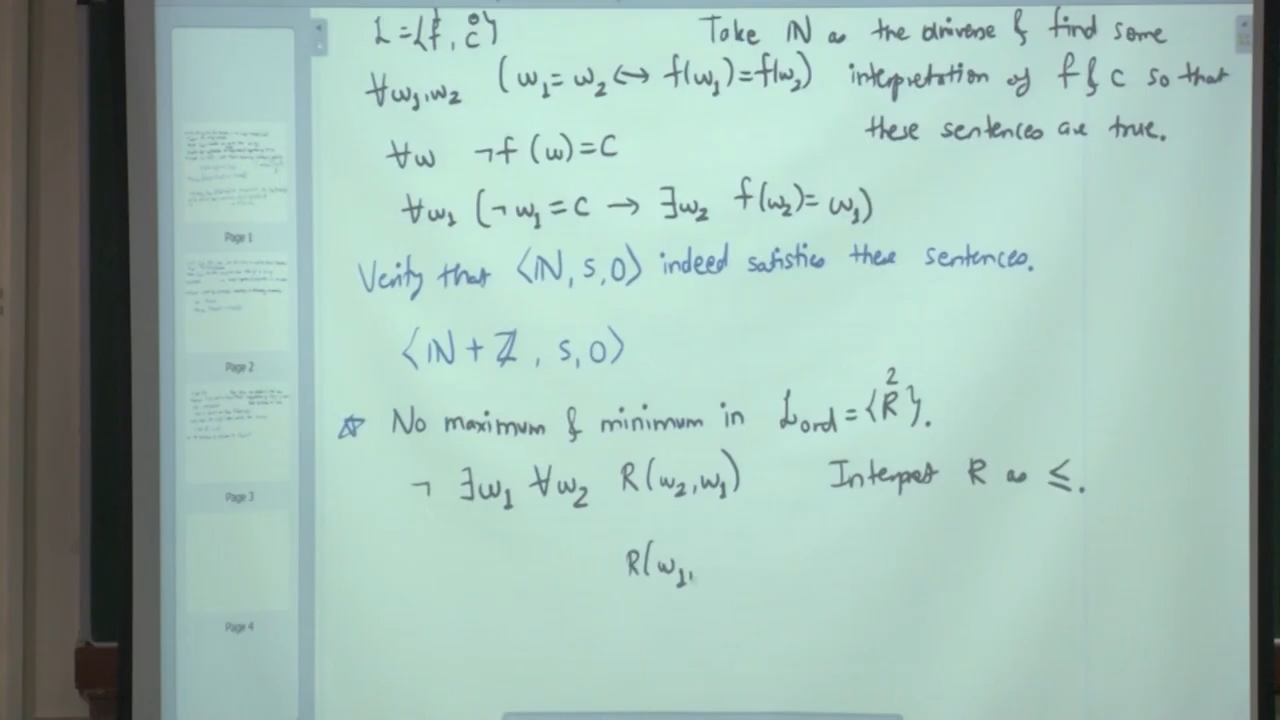 L = {f¹, c⁰} Take ℕ as the universe & find some
∀w₁,w₂ (w₁ = w₂ ↔ f(w₁) = f(w₂)) interpretation of f & c so that
these sentences are true.
∀w ¬f(w) = C
∀w₁ (¬w₁ = C → ∃w₂ f(w₂) = w₁)
Verify that ⟨ℕ, s, 0⟩ indeed satisfies these sentences.
⟨ℕ + ℤ, s, 0⟩
☆ No maximum & minimum in L_ord = {R²}.
¬ ∃w₁ ∀w₂ R(w₂, w₁) Interpret R as ≤.
R(w₁,
Page 1
Page 2
Page 3
Page 4